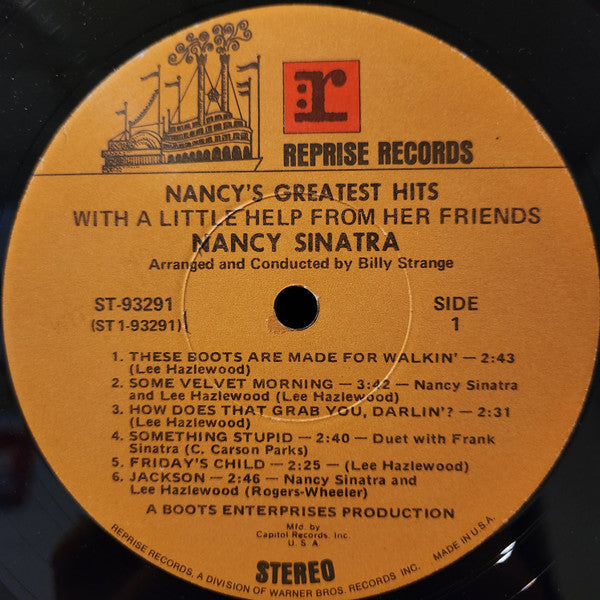 :r
REPRISE RECORDS
NANCY'S GREATEST HITS
WITH A LITTLE HELP FROM HER FRIENDS
NANCY SINATRA
Arranged and Conducted by Billy Strange
ST-93291
(ST 1-93291)
SIDE
1
1. THESE BOOTS ARE MADE FOR WALKIN' — 2:43
(Lee Hazlewood)
2. SOME VELVET MORNING — 3:42 — Nancy Sinatra
and Lee Hazlewood (Lee Hazlewood)
3. HOW DOES THAT GRAB YOU, DARLIN'? — 2:31
(Lee Hazlewood)
4. SOMETHING STUPID — 2:40 — Duet with Frank
Sinatra (C. Carson Parks)
5. FRIDAY'S CHILD — 2:25 — (Lee Hazlewood)
6. JACKSON — 2:46 — Nancy Sinatra and
Lee Hazlewood (Rogers-Wheeler)
A BOOTS ENTERPRISES PRODUCTION
Mfd. by
Capitol Records, Inc.
U. S. A.
STEREO
REPRISE RECORDS, A DIVISION OF WARNER BROS. RECORDS INC. MADE IN U.S.A.